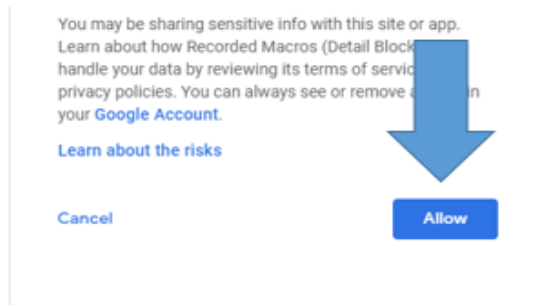 You may be sharing sensitive info with this site or app.
Learn about how Recorded Macros (Detail Block
handle your data by reviewing its terms of servic
privacy policies. You can always see or remove a in
your Google Account.
Learn about the risks
Cancel
Allow